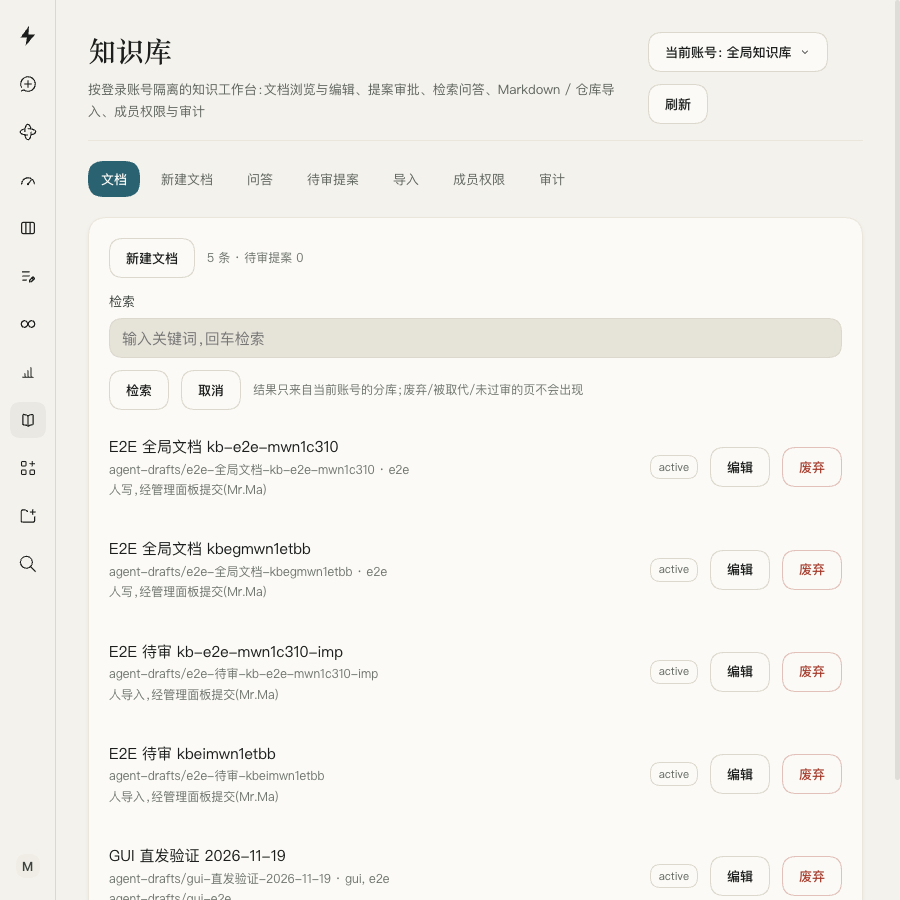 知识库
当前账号: 全局知识库
按登录账号隔离的知识工作台:文档浏览与编辑、提案审批、检索问答、Markdown / 仓库导
入、成员权限与审计
刷新
文档 新建文档 问答 待审提案 导入 成员权限 审计
新建文档 5 条 · 待审提案 0
检索
输入关键词,回车检索
检索 取消 结果只来自当前账号的分库;废弃/被取代/未过审的页不会出现
E2E 全局文档 kb-e2e-mwn1c310
agent-drafts/e2e-全局文档-kb-e2e-mwn1c310 · e2e
人写,经管理面板提交(Mr.Ma)
active 编辑 废弃
E2E 全局文档 kbegmwn1etbb
agent-drafts/e2e-全局文档-kbegmwn1etbb · e2e
人写,经管理面板提交(Mr.Ma)
active 编辑 废弃
E2E 待审 kb-e2e-mwn1c310-imp
agent-drafts/e2e-待审-kb-e2e-mwn1c310-imp
人导入,经管理面板提交(Mr.Ma)
active 编辑 废弃
E2E 待审 kbeimwn1etbb
agent-drafts/e2e-待审-kbeimwn1etbb
人导入,经管理面板提交(Mr.Ma)
active 编辑 废弃
GUI 直发验证 2026-11-19
agent-drafts/gui-直发验证-2026-11-19 · gui, e2e
agent-drafts/gui-e2e
active 编辑 废弃
M